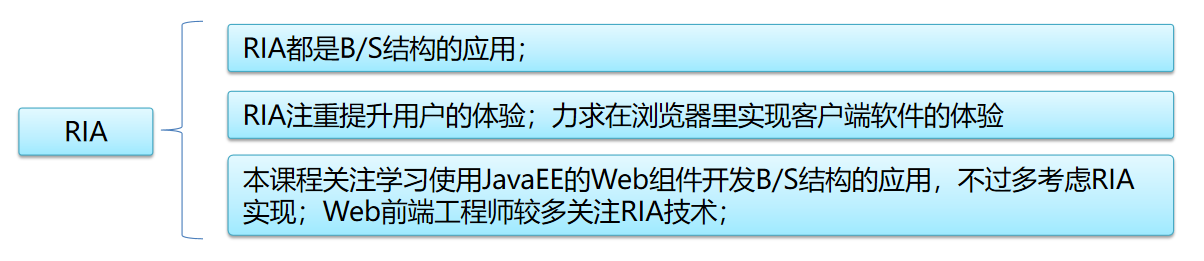 RIA
RIA都是B/S结构的应用；
RIA注重提升用户的体验；力求在浏览器里实现客户端软件的体验
本课程关注学习使用JavaEE的Web组件开发B/S结构的应用，不过多考虑RIA
实现；Web前端工程师较多关注RIA技术；